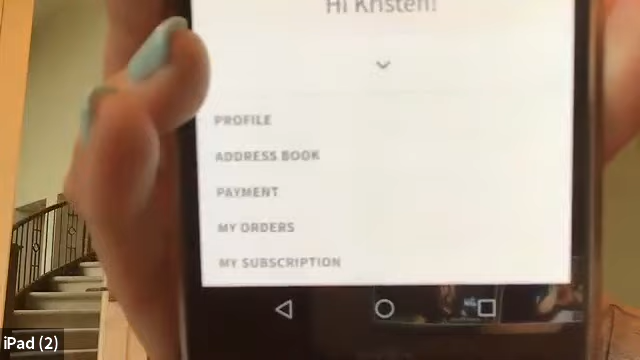 Hi Kristen!
PROFILE
ADDRESS BOOK
PAYMENT
MY ORDERS
MY SUBSCRIPTION
iPad (2)